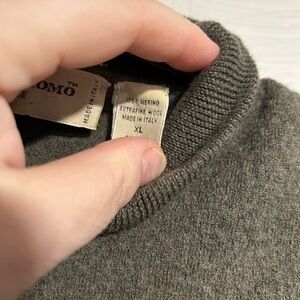 OMO™
MADE IN ITALY
100% MERINO
EXTRAFINE WOOL
MADE IN ITALY
XL